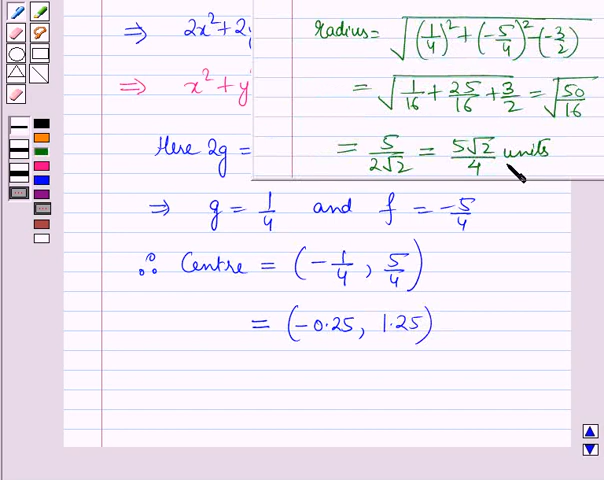 ⇒ 2x² + 2y
⇒ x² + y
Here 2g =
⇒ g = 1/4 and f = -5/4
∴ Centre = (-1/4, 5/4)
= (-0.25, 1.25)
radius = √((1/4)² + (-5/4)² - (-3/2))
= √(1/16 + 25/16 + 3/2) = √(50/16)
= 5/(2√2) = 5√2/4 units